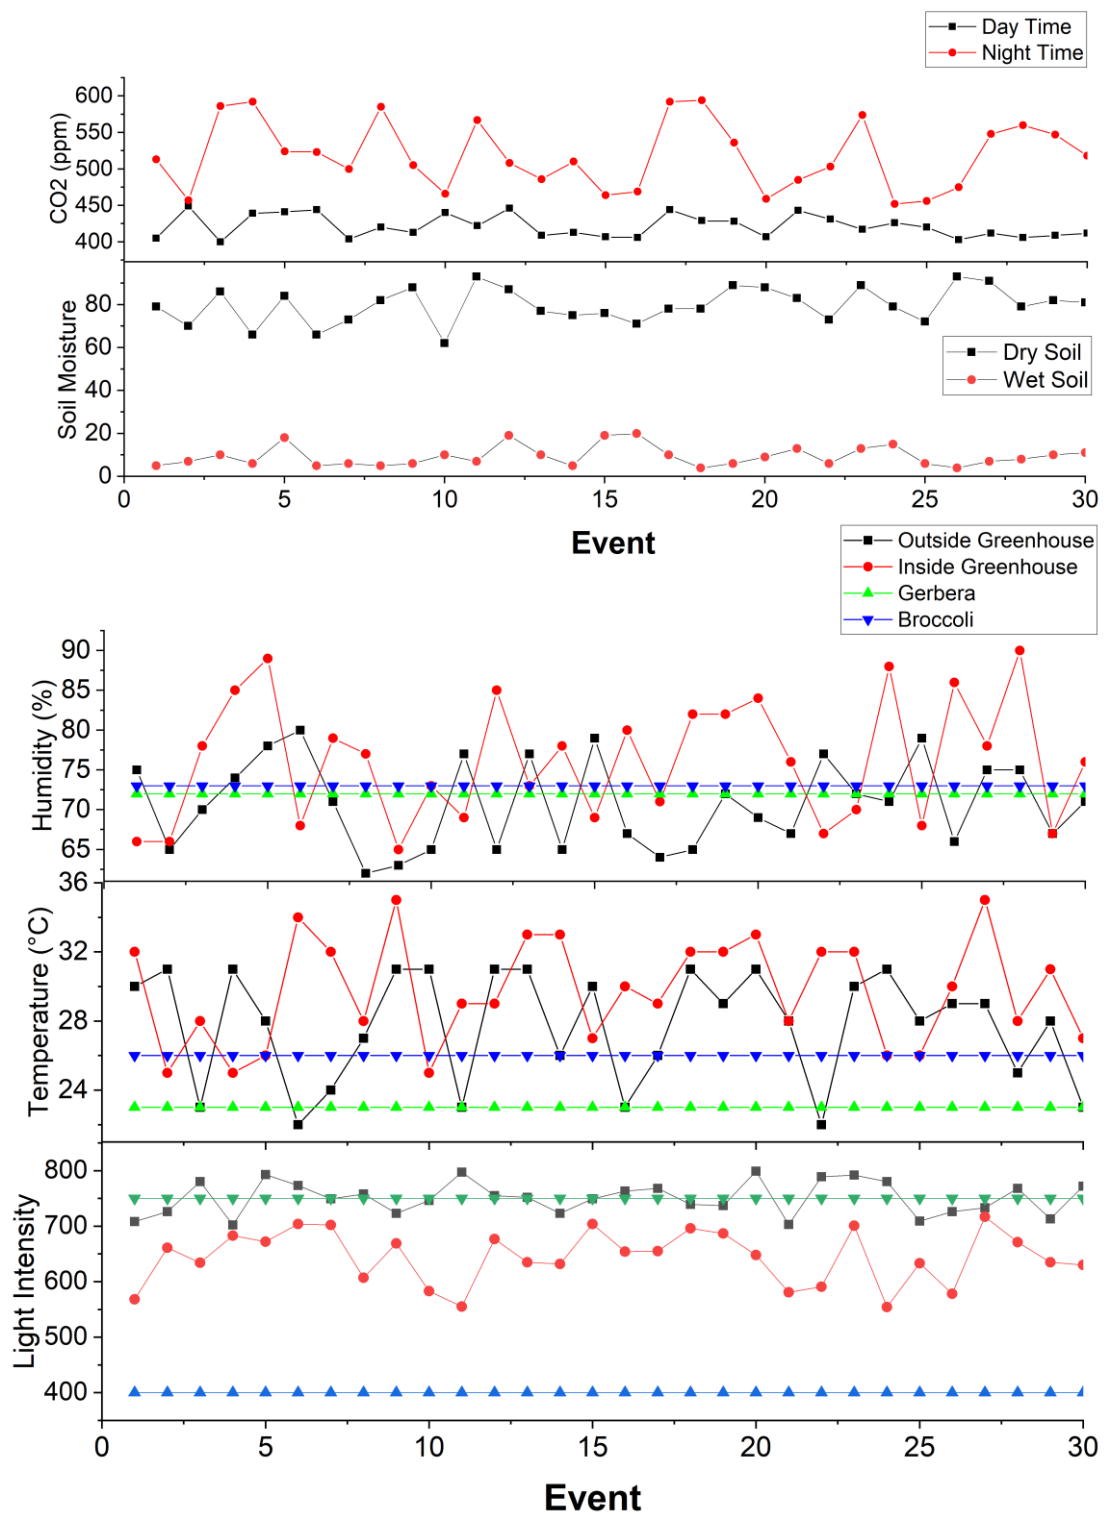 Day Time
Night Time
CO2 (ppm)
600
550
500
450
400
Soil Moisture
80
60
40
20
0
Dry Soil
Wet Soil
0 5 10 15 20 25 30
Event
Outside Greenhouse
Inside Greenhouse
Gerbera
Broccoli
Humidity (%)
90
85
80
75
70
65
36
Temperature (°C)
32
28
24
Light Intensity
800
700
600
500
400
0 5 10 15 20 25 30
Event